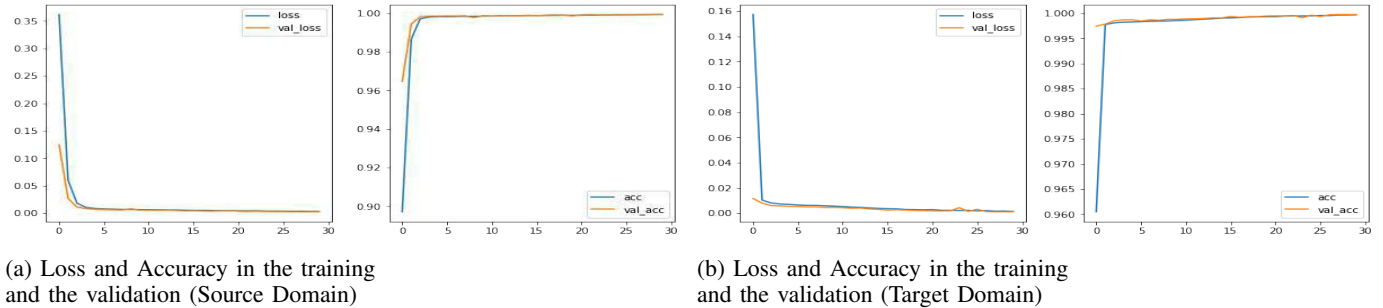 loss
val_loss
0.35
0.30
0.25
0.20
0.15
0.10
0.05
0.00
0 5 10 15 20 25 30
1.00
0.98
0.96
0.94
0.92
0.90
acc
val_acc
0 5 10 15 20 25 30
(a) Loss and Accuracy in the training
and the validation (Source Domain)
loss
val_loss
0.16
0.14
0.12
0.10
0.08
0.06
0.04
0.02
0.00
0 5 10 15 20 25 30
1.000
0.995
0.990
0.985
0.980
0.975
0.970
0.965
0.960
acc
val_acc
0 5 10 15 20 25 30
(b) Loss and Accuracy in the training
and the validation (Target Domain)